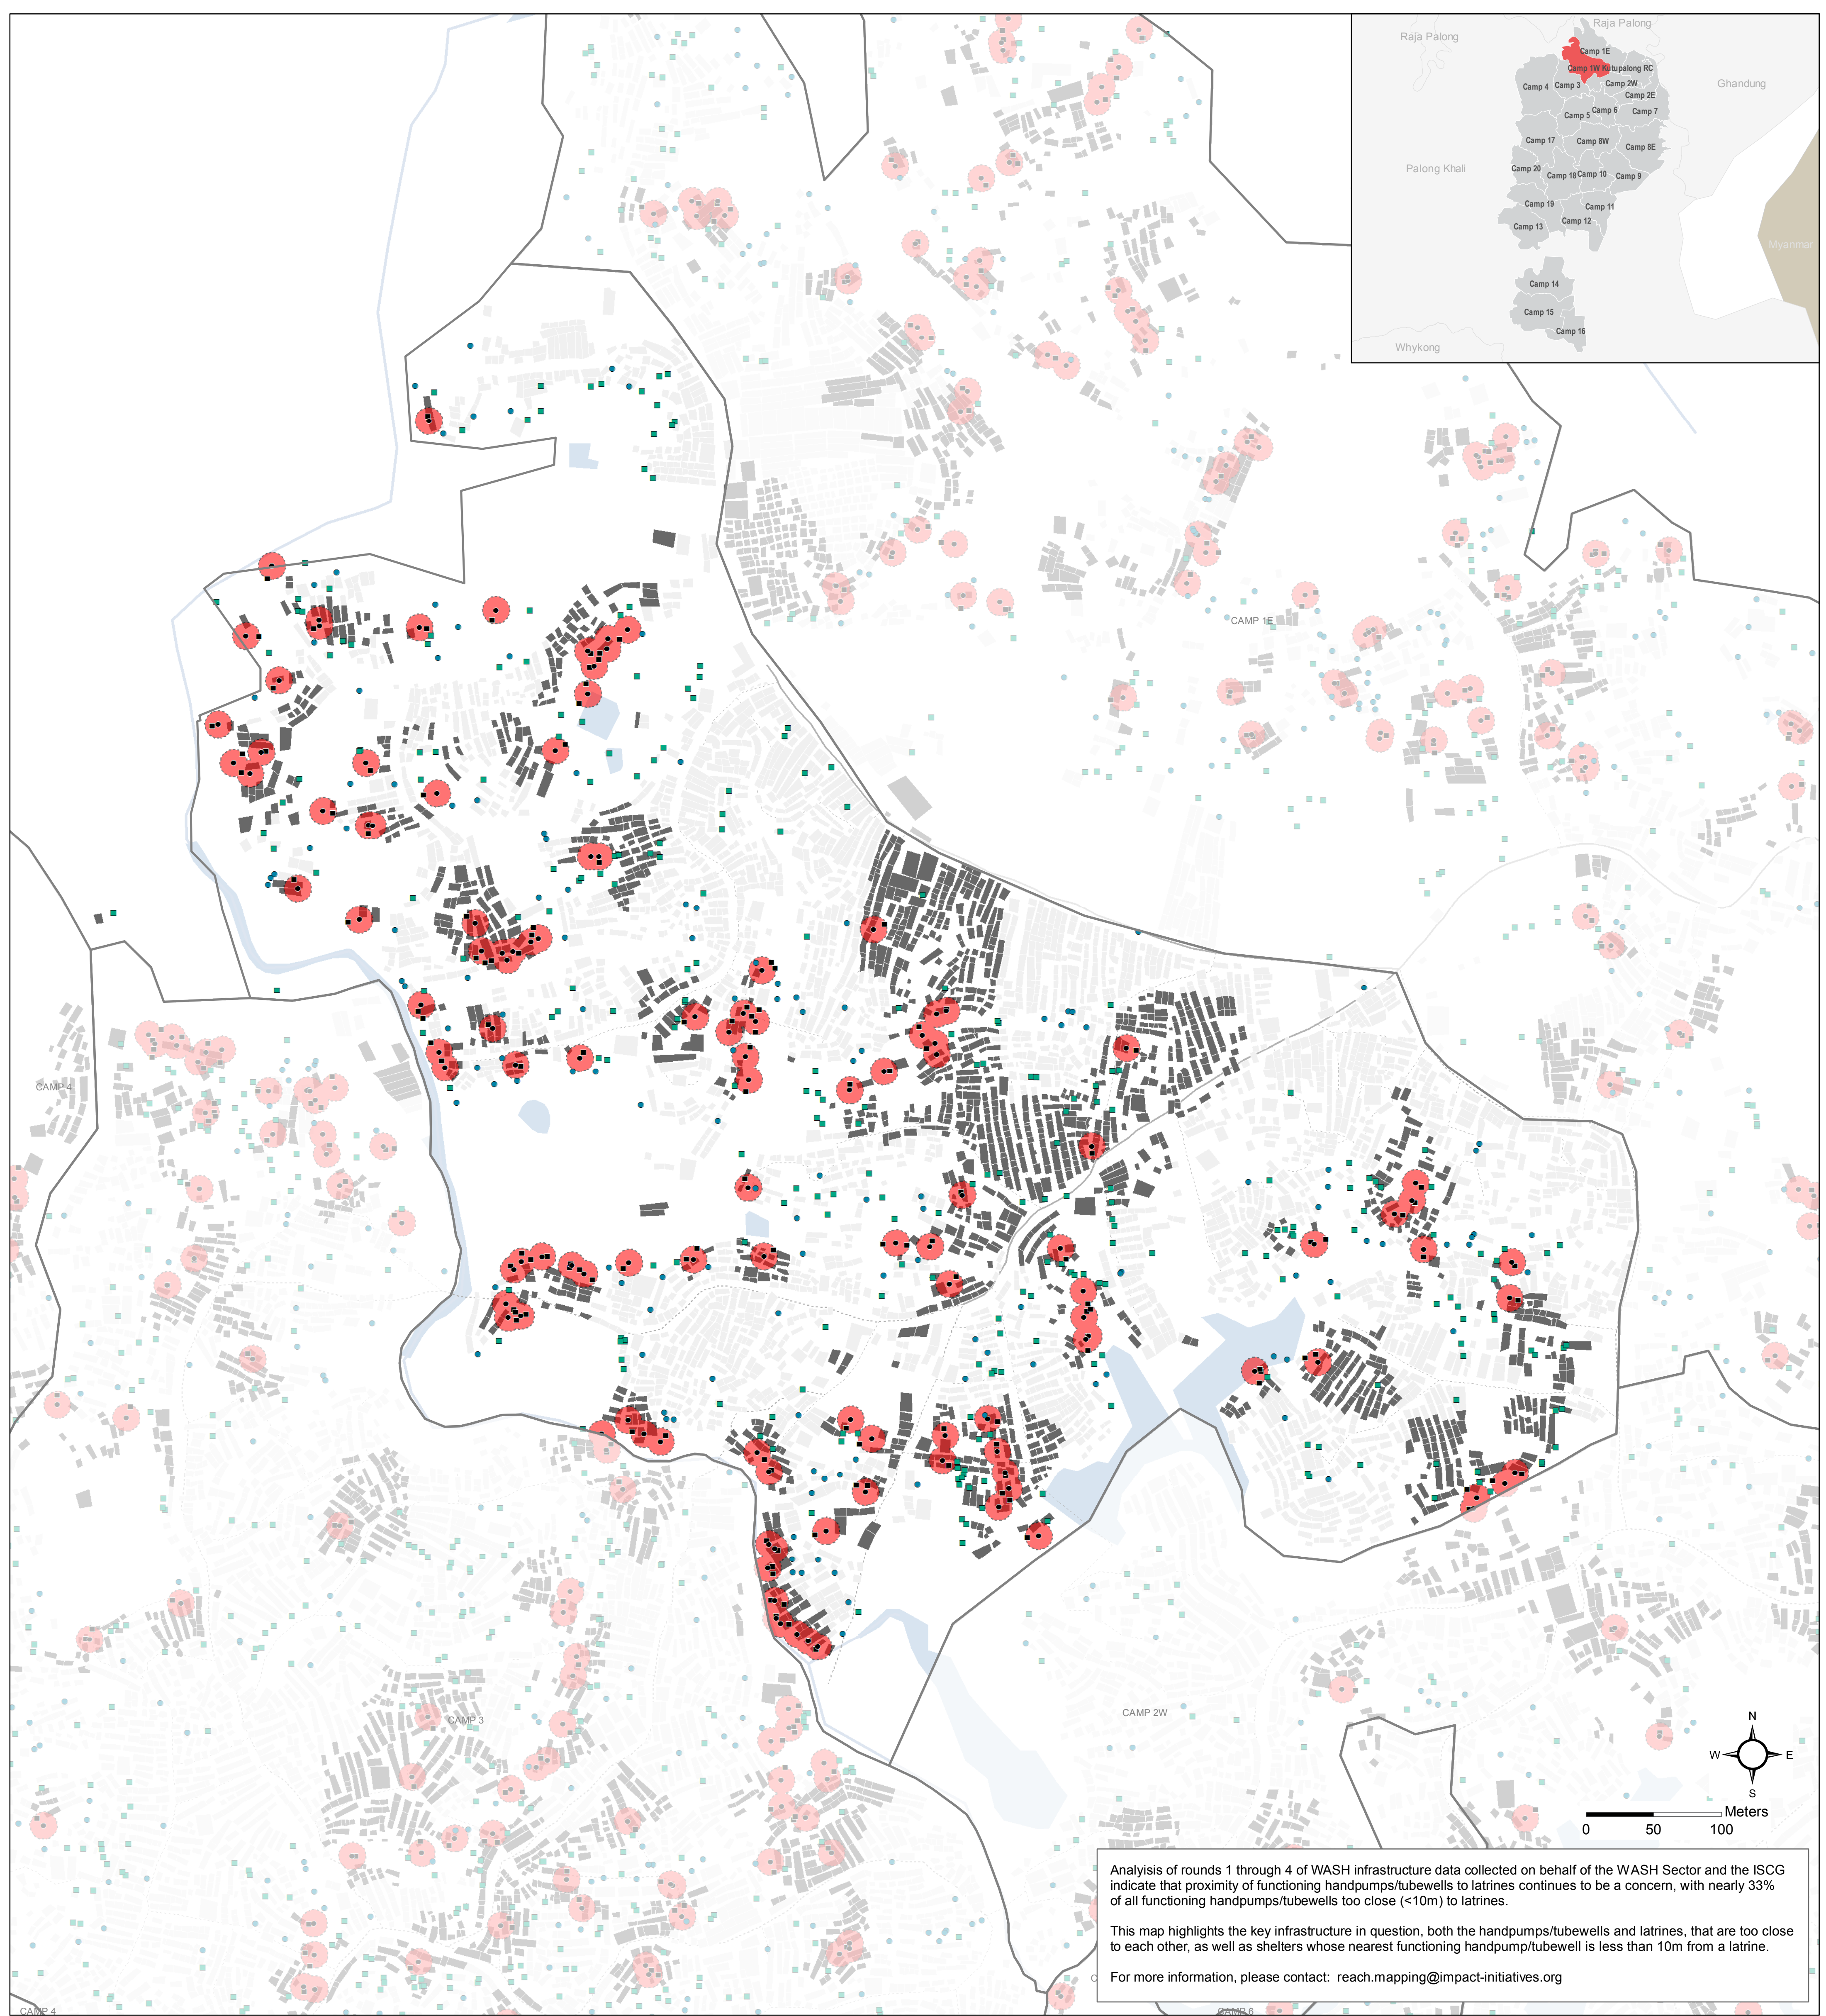 Raja Palong
Raja Palong
Camp 1E
Camp 1W
Kutupalong RC
Ghandung
Camp 4
Camp 3
Camp 2W
Camp 2E
Camp 6
Camp 7
Camp 5
Camp 17
Camp 8W
Camp 8E
Palong Khali
Camp 20
Camp 18
Camp 10
Camp 9
Camp 19
Camp 11
Camp 13
Camp 12
Myanmar
Camp 14
Camp 15
Camp 16
Whykong
CAMP 1E
CAMP 4
CAMP 3
CAMP 2W
N
W
E
S
Meters
0 50 100
Analyisis of rounds 1 through 4 of WASH infrastructure data collected on behalf of the WASH Sector and the ISCG
indicate that proximity of functioning handpumps/tubewells to latrines continues to be a concern, with nearly 33%
of all functioning handpumps/tubewells too close (<10m) to latrines.
This map highlights the key infrastructure in question, both the handpumps/tubewells and latrines, that are too close
to each other, as well as shelters whose nearest functioning handpump/tubewell is less than 10m from a latrine.
For more information, please contact: reach.mapping@impact-initiatives.org
CAMP 4
CAMP 6